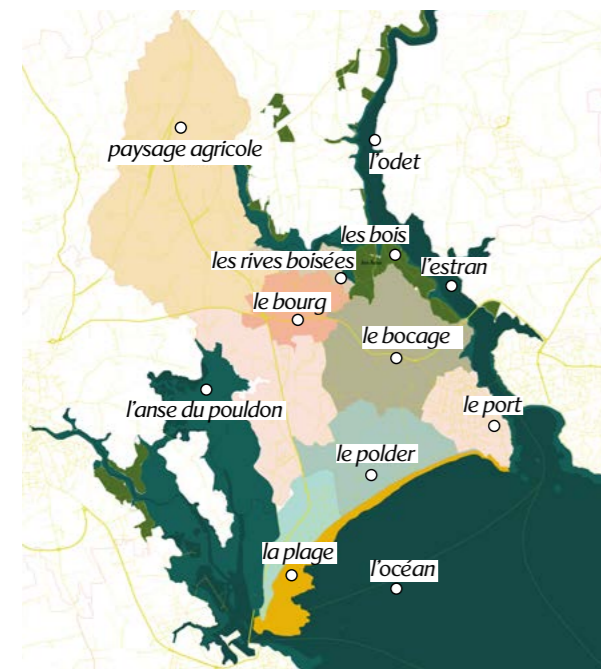 paysage agricole
l'odet
les bois
les rives boisées
l'estran
le bourg
le bocage
l'anse du pouldon
le port
le polder
la plage
l'océan